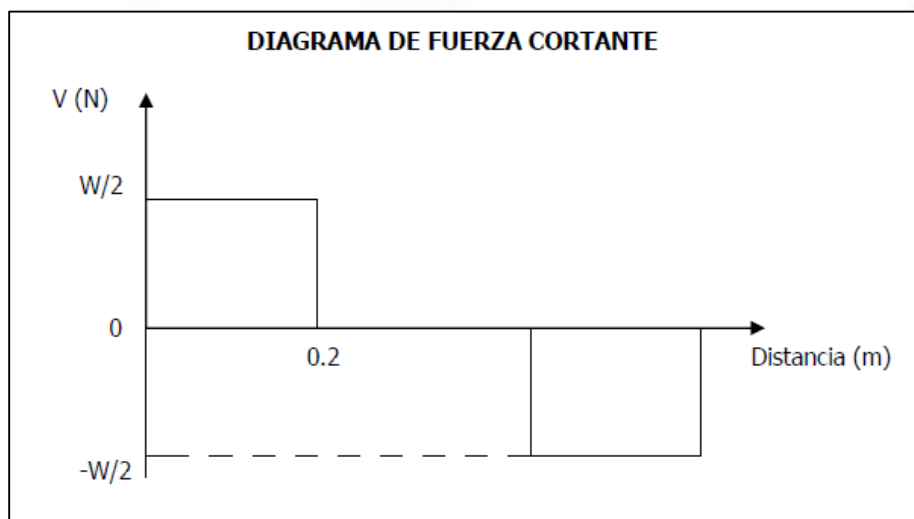 DIAGRAMA DE FUERZA CORTANTE
V (N)
W/2
0
0.2
Distancia (m)
-W/2